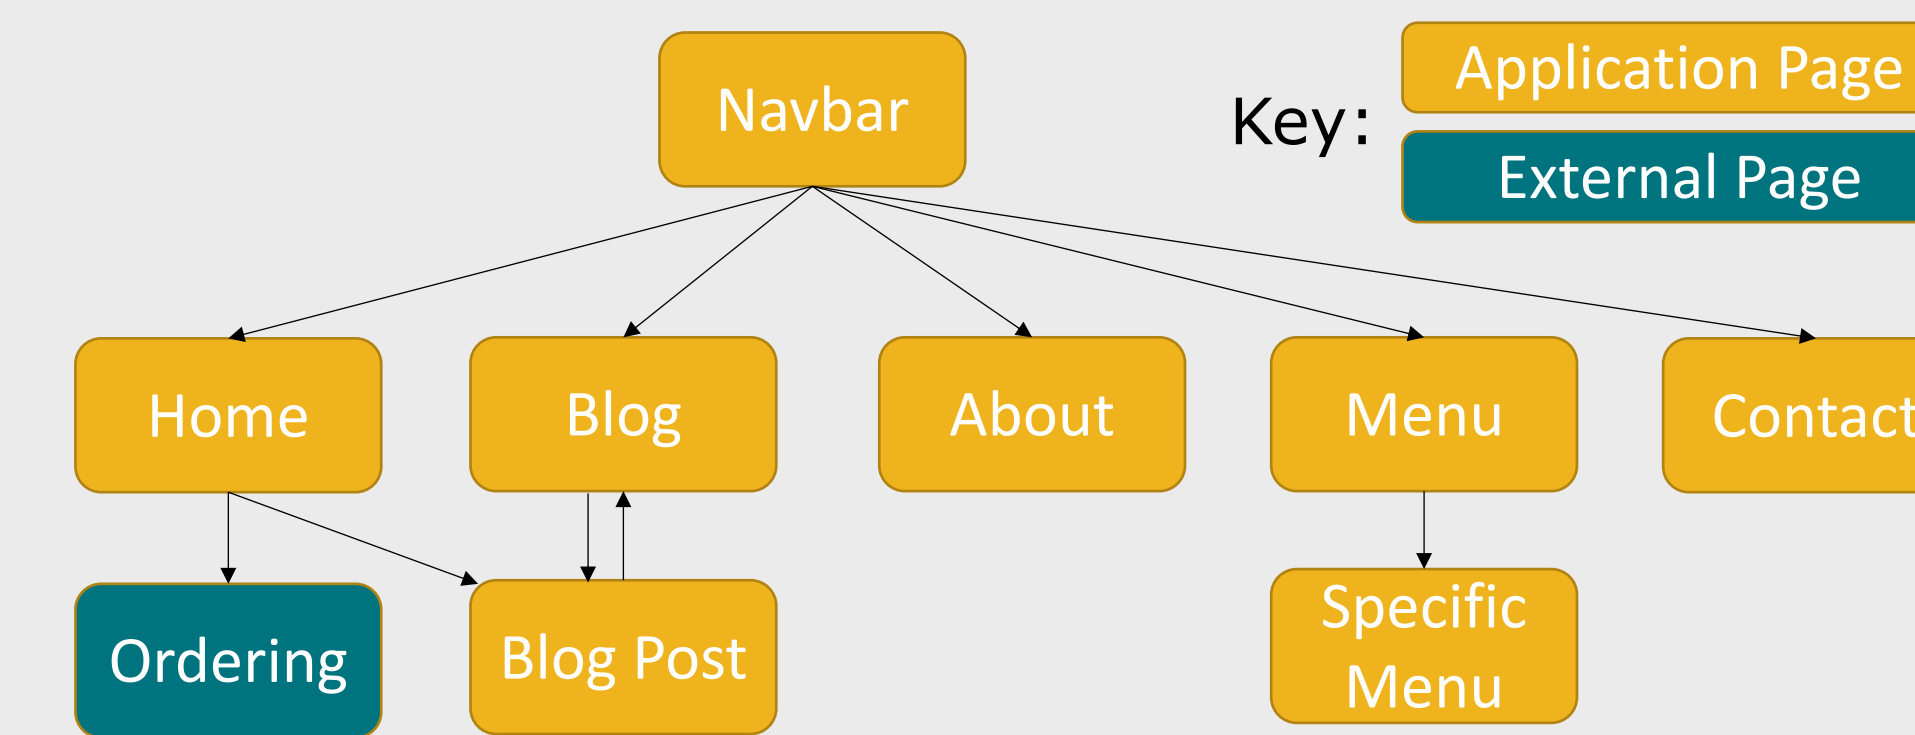 Navbar
Key:
Application Page
External Page
Home
Blog
About
Menu
Contact
Ordering
Blog Post
Specific
Menu